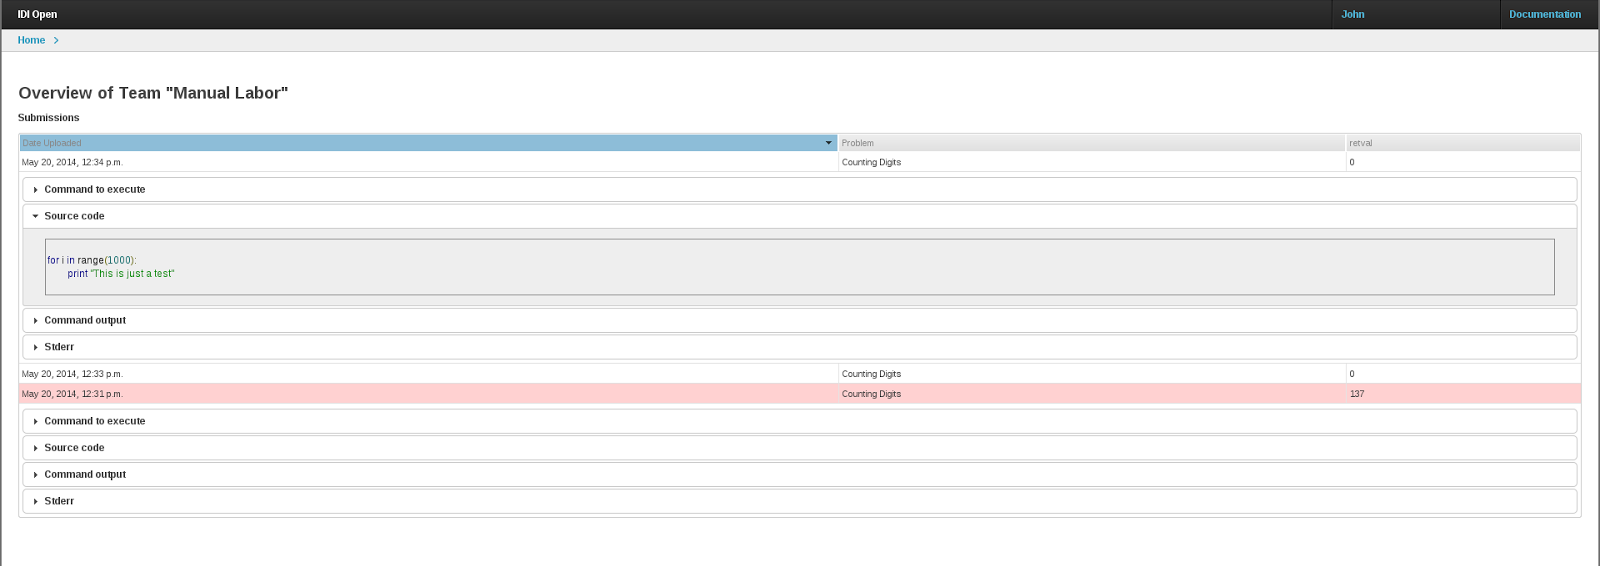 IDI Open John Documentation
Home >
Overview of Team "Manual Labor"
Submissions
Date Uploaded Problem retval
May 20, 2014, 12:34 p.m. Counting Digits 0
Command to execute
Source code
for i in range(1000):
print "This is just a test"
Command output
Stderr
May 20, 2014, 12:33 p.m. Counting Digits 0
May 20, 2014, 12:31 p.m. Counting Digits 137
Command to execute
Source code
Command output
Stderr